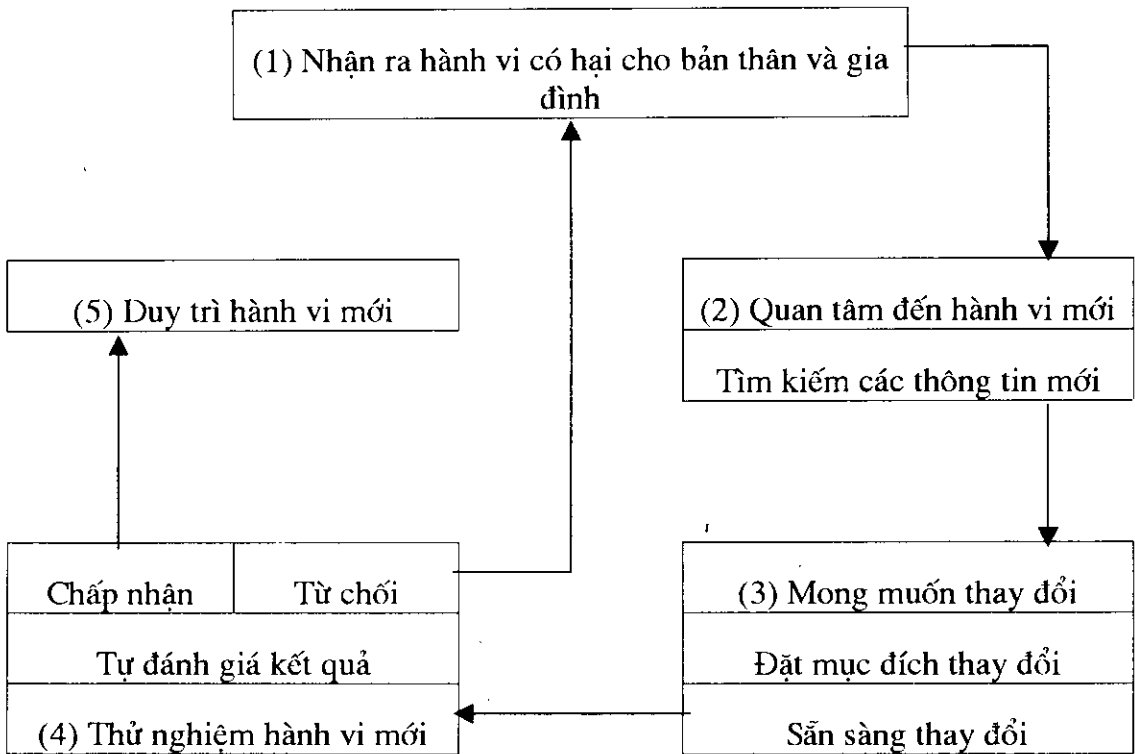 (1) Nhận ra hành vi có hại cho bản thân và gia
đình
(5) Duy trì hành vi mới
(2) Quan tâm đến hành vi mới
Tìm kiếm các thông tin mới
Chấp nhận
Từ chối
Tự đánh giá kết quả
(4) Thử nghiệm hành vi mới
(3) Mong muốn thay đổi
Đặt mục đích thay đổi
Sẵn sàng thay đổi